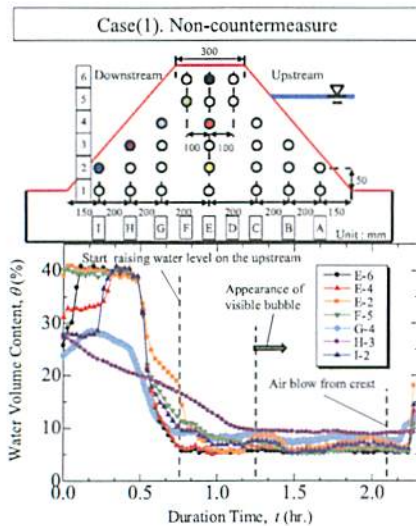 Case(1). Non-countermeasure
300
Downstream
Upstream
6
5
4
3
2
1
100
100
50
150
200
200
200
200
200
200
150
I
H
G
F
E
D
C
B
A
Unit : mm
Start raising water level on the upstream
Appearance of visible bubble
Air blow from crest
E-6
E-4
E-2
F-5
G-4
H-3
I-2
Water Volume Content, θ(%)
50
40
30
20
10
0
0.0
0.5
1.0
1.5
2.0
Duration Time, t (hr.)